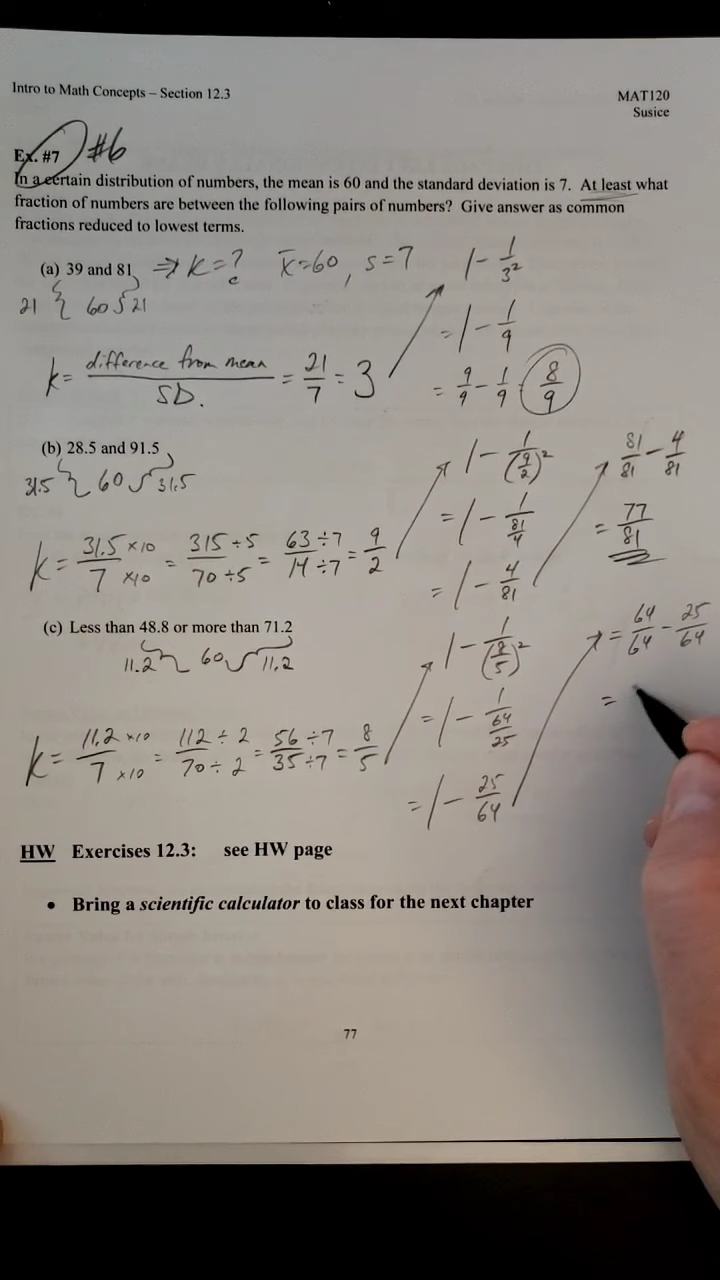 Intro to Math Concepts – Section 12.3
MAT120
Susice
Ex. #7 #6
In a certain distribution of numbers, the mean is 60 and the standard deviation is 7. At least what
fraction of numbers are between the following pairs of numbers? Give answer as common
fractions reduced to lowest terms.
(a) 39 and 81 ⇒ k=? x̄=60, s=7
21 60 21
k= difference from mean / SD. = 21/7 = 3
1 - 1/3²
= 1 - 1/9
= 9/9 - 1/9 = 8/9
(b) 28.5 and 91.5
31.5 60 31.5
k= 31.5 ×10 / 7 ×10 = 315 ÷5 / 70 ÷5 = 63 ÷7 / 14 ÷7 = 9/2
1 - 1/(9/2)²
= 1 - 1/(81/4)
= 1 - 4/81
81/81 - 4/81
= 77/81
(c) Less than 48.8 or more than 71.2
11.2 60 11.2
k= 11.2 ×10 / 7 ×10 = 112 ÷ 2 / 70 ÷ 2 = 56 ÷7 / 35 ÷7 = 8/5
1 - 1/(8/5)²
= 1 - 1/(64/25)
= 1 - 25/64
= 64/64 - 25/64
=
HW Exercises 12.3: see HW page
• Bring a scientific calculator to class for the next chapter
77